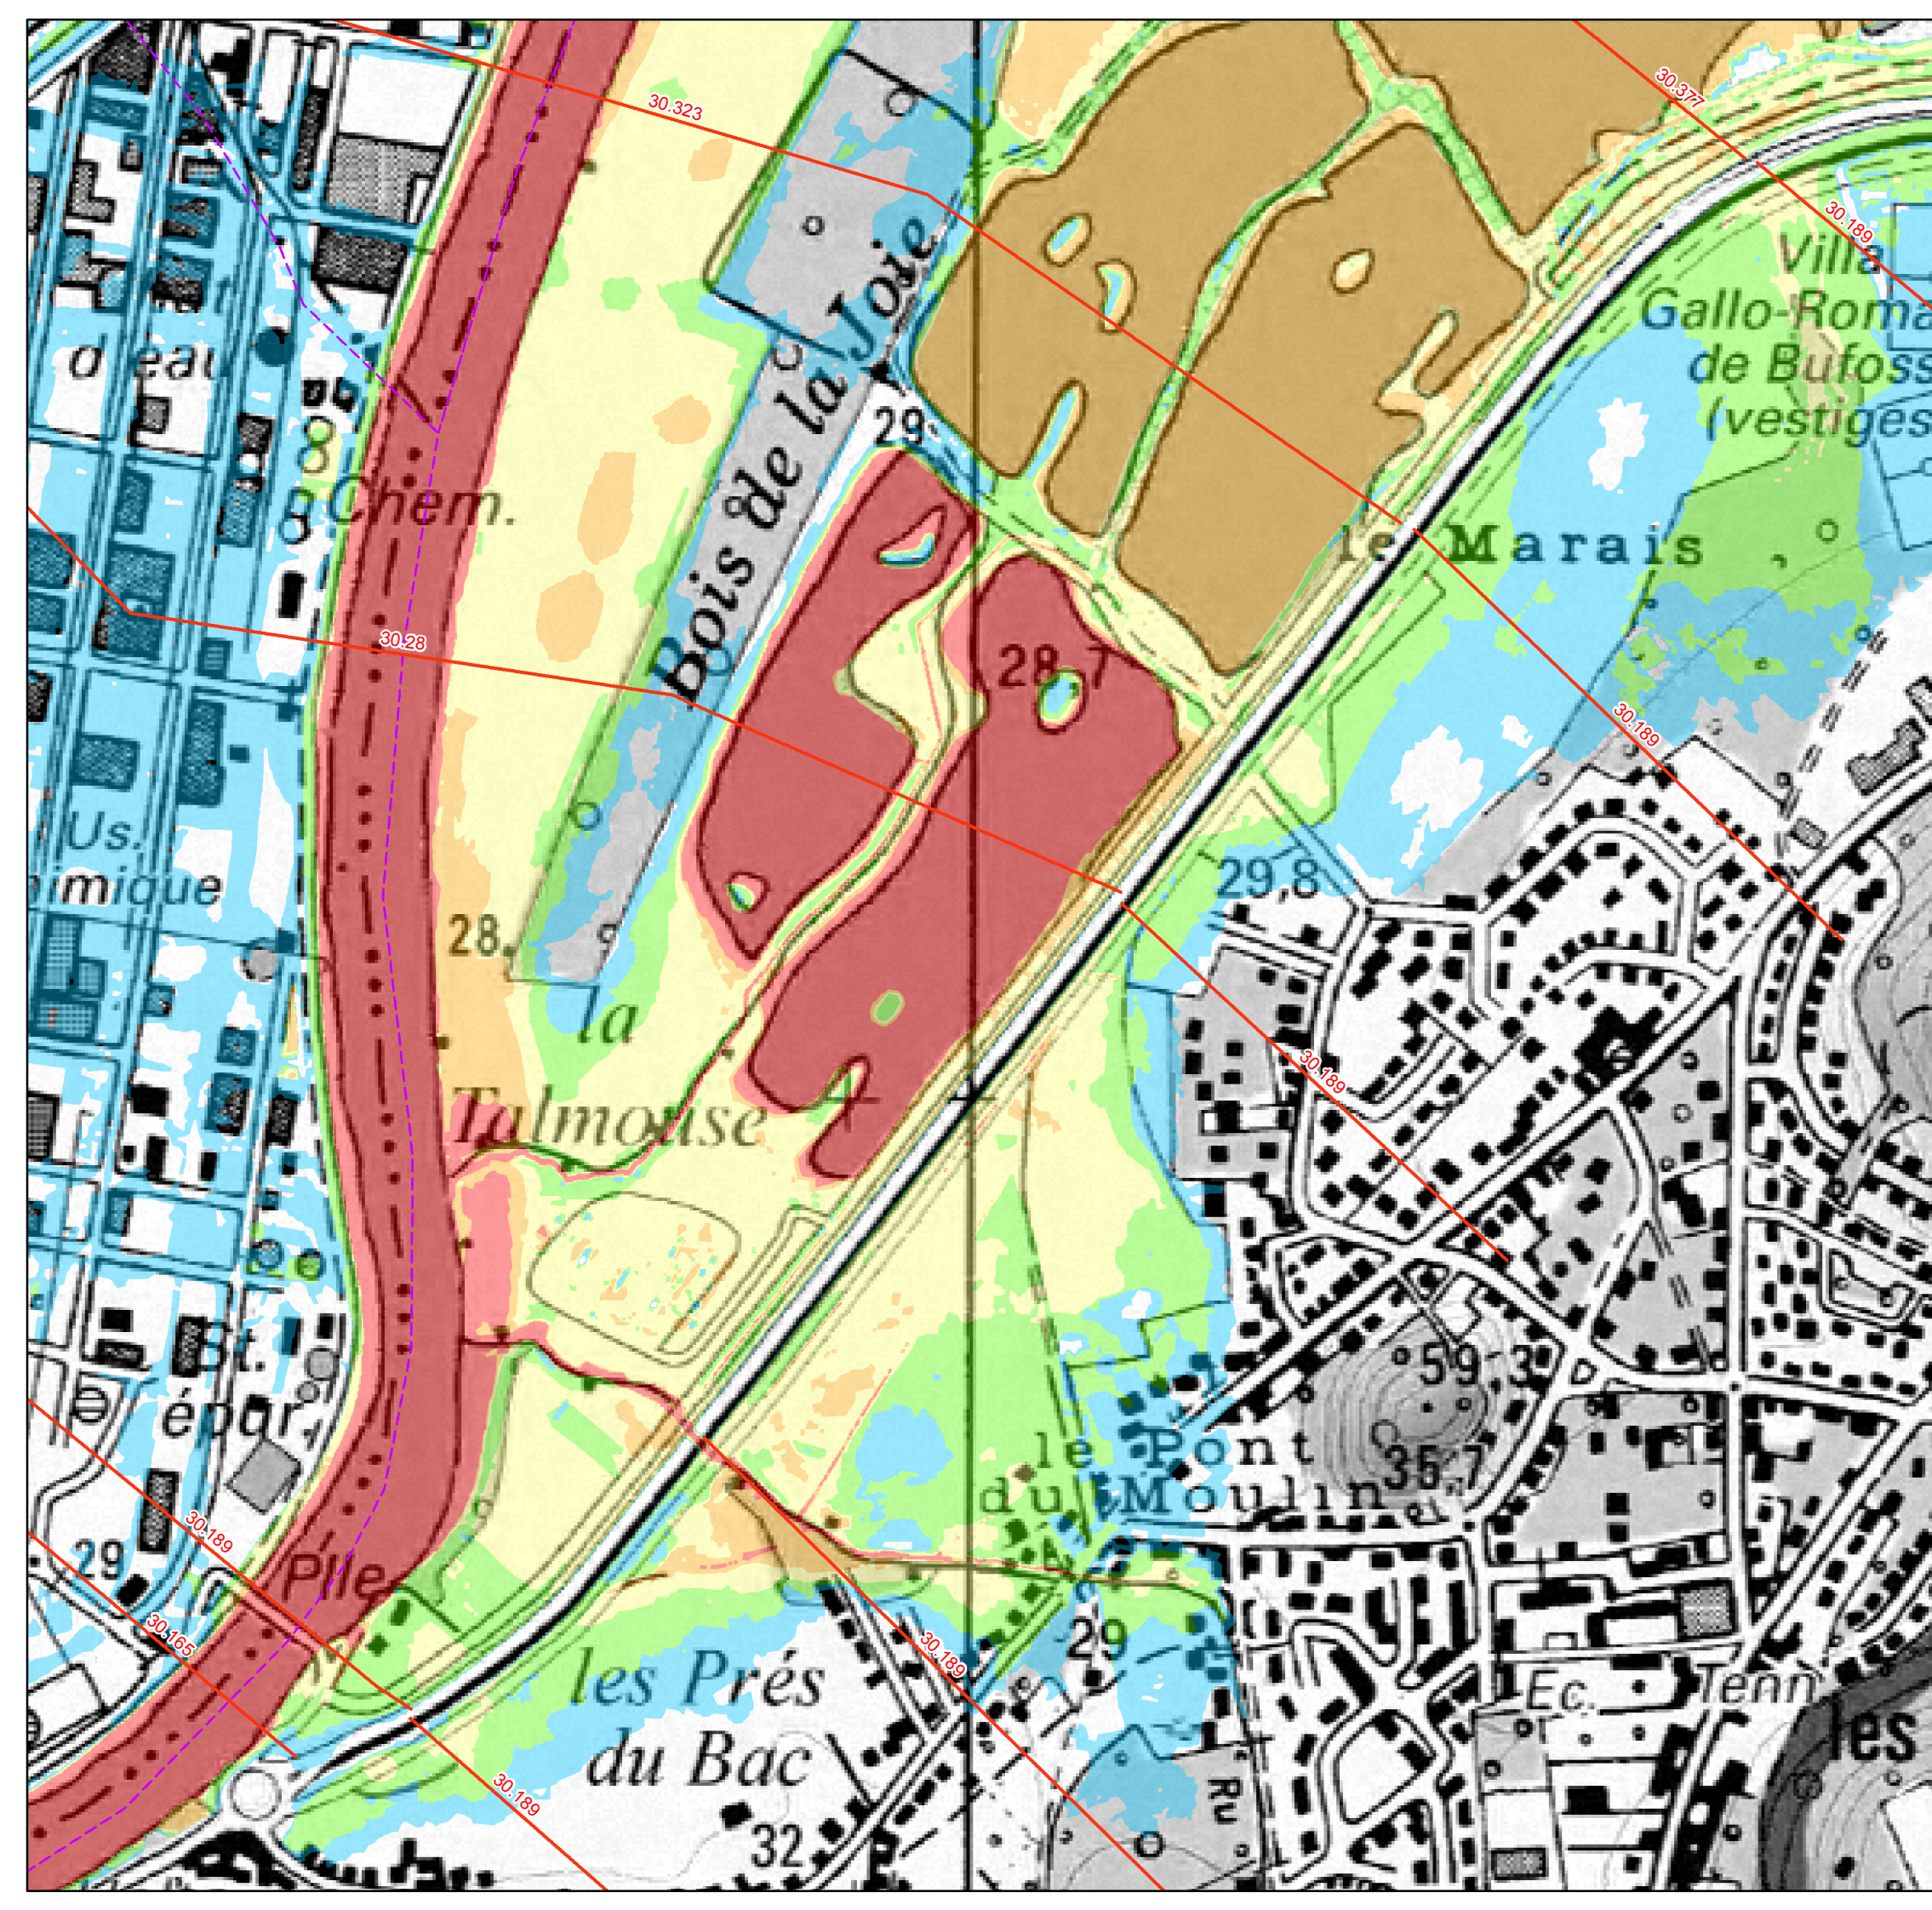 30.323
30.377
30.189
Villa
Gallo-Roma
de Bufoss
(vestiges
d'eau
29
Chem.
Bois de la Joie
le Marais
30.28
28,7
30.189
Us.
imique
29,8
28.
la
Talmouse
30.189
St.
épur.
59,3
le Pont
35,7
du Moulin
29
30.189
Plle
30.165
29
30.189
les Prés
du Bac
Ec.
Tenn
les
30.189
Ru
32